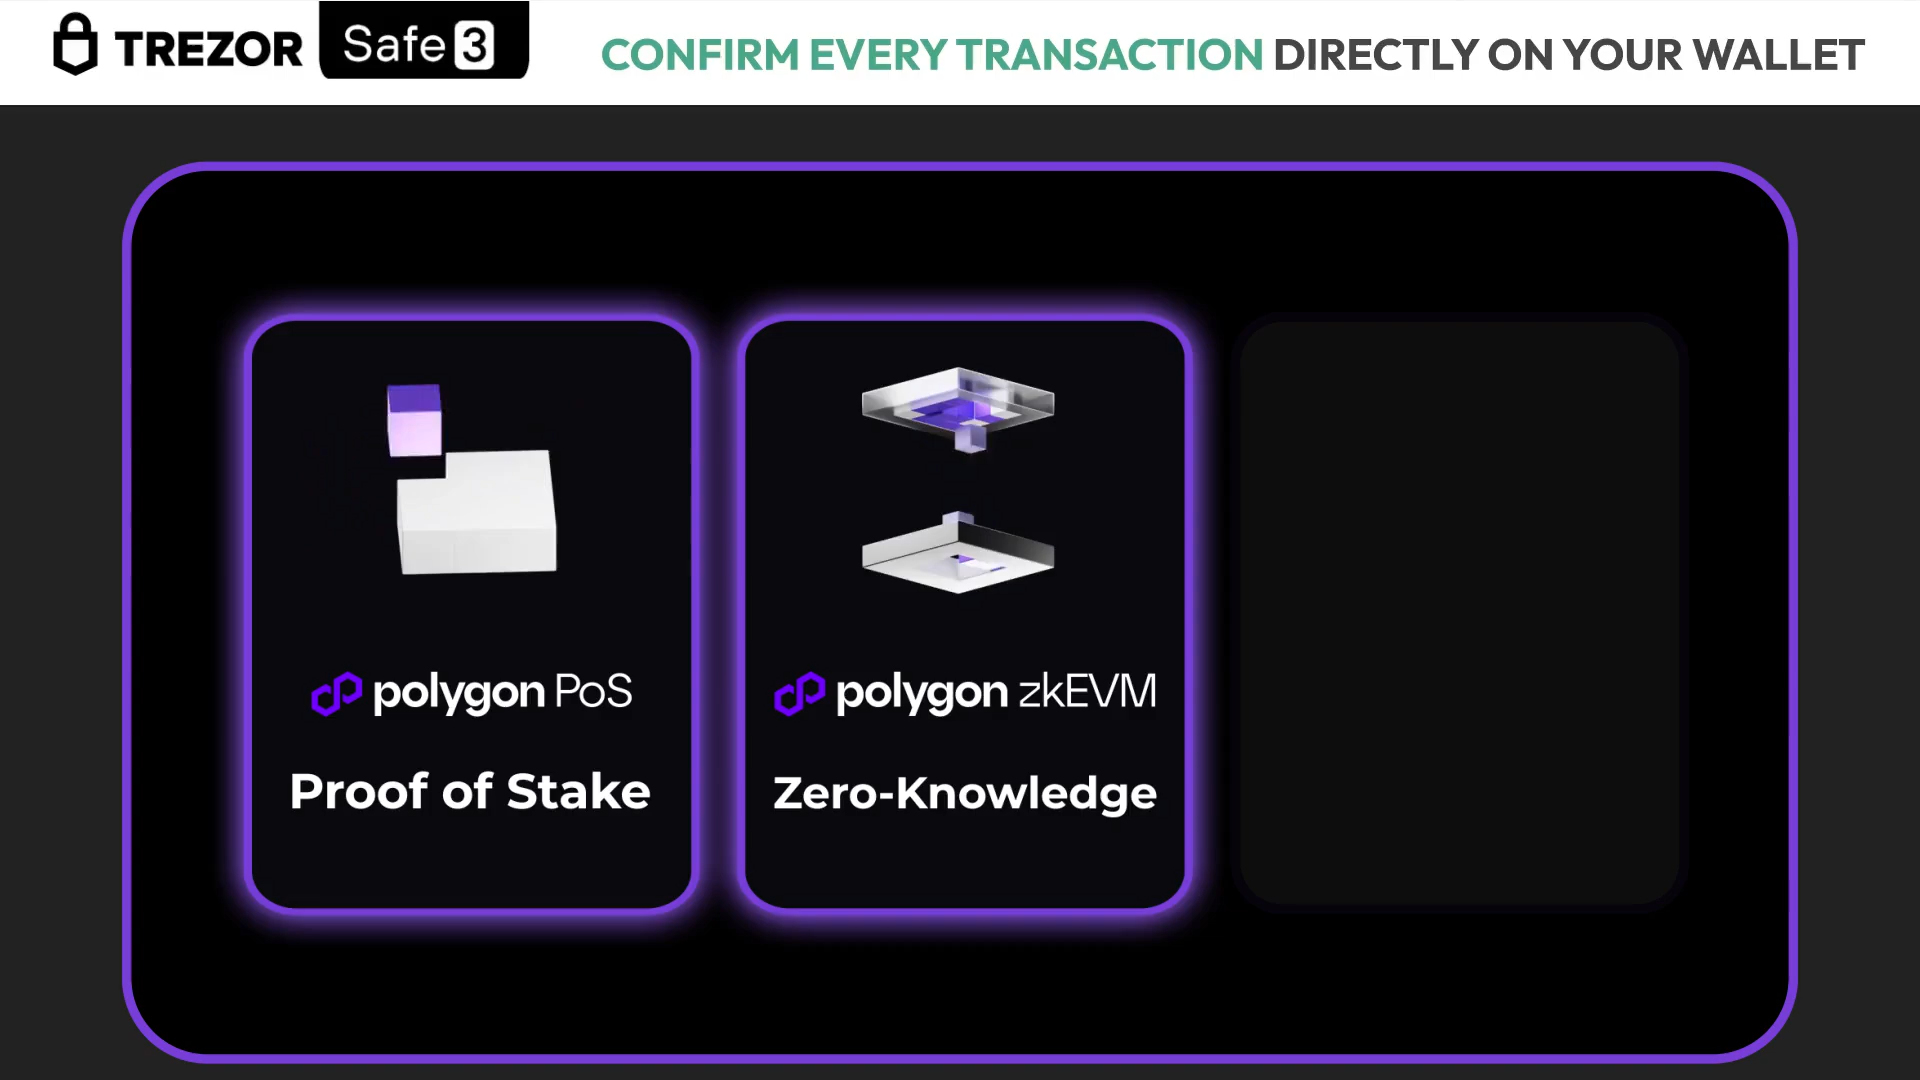 TREZOR Safe 3 CONFIRM EVERY TRANSACTION DIRECTLY ON YOUR WALLET
polygon PoS
Proof of Stake
polygon zkEVM
Zero-Knowledge